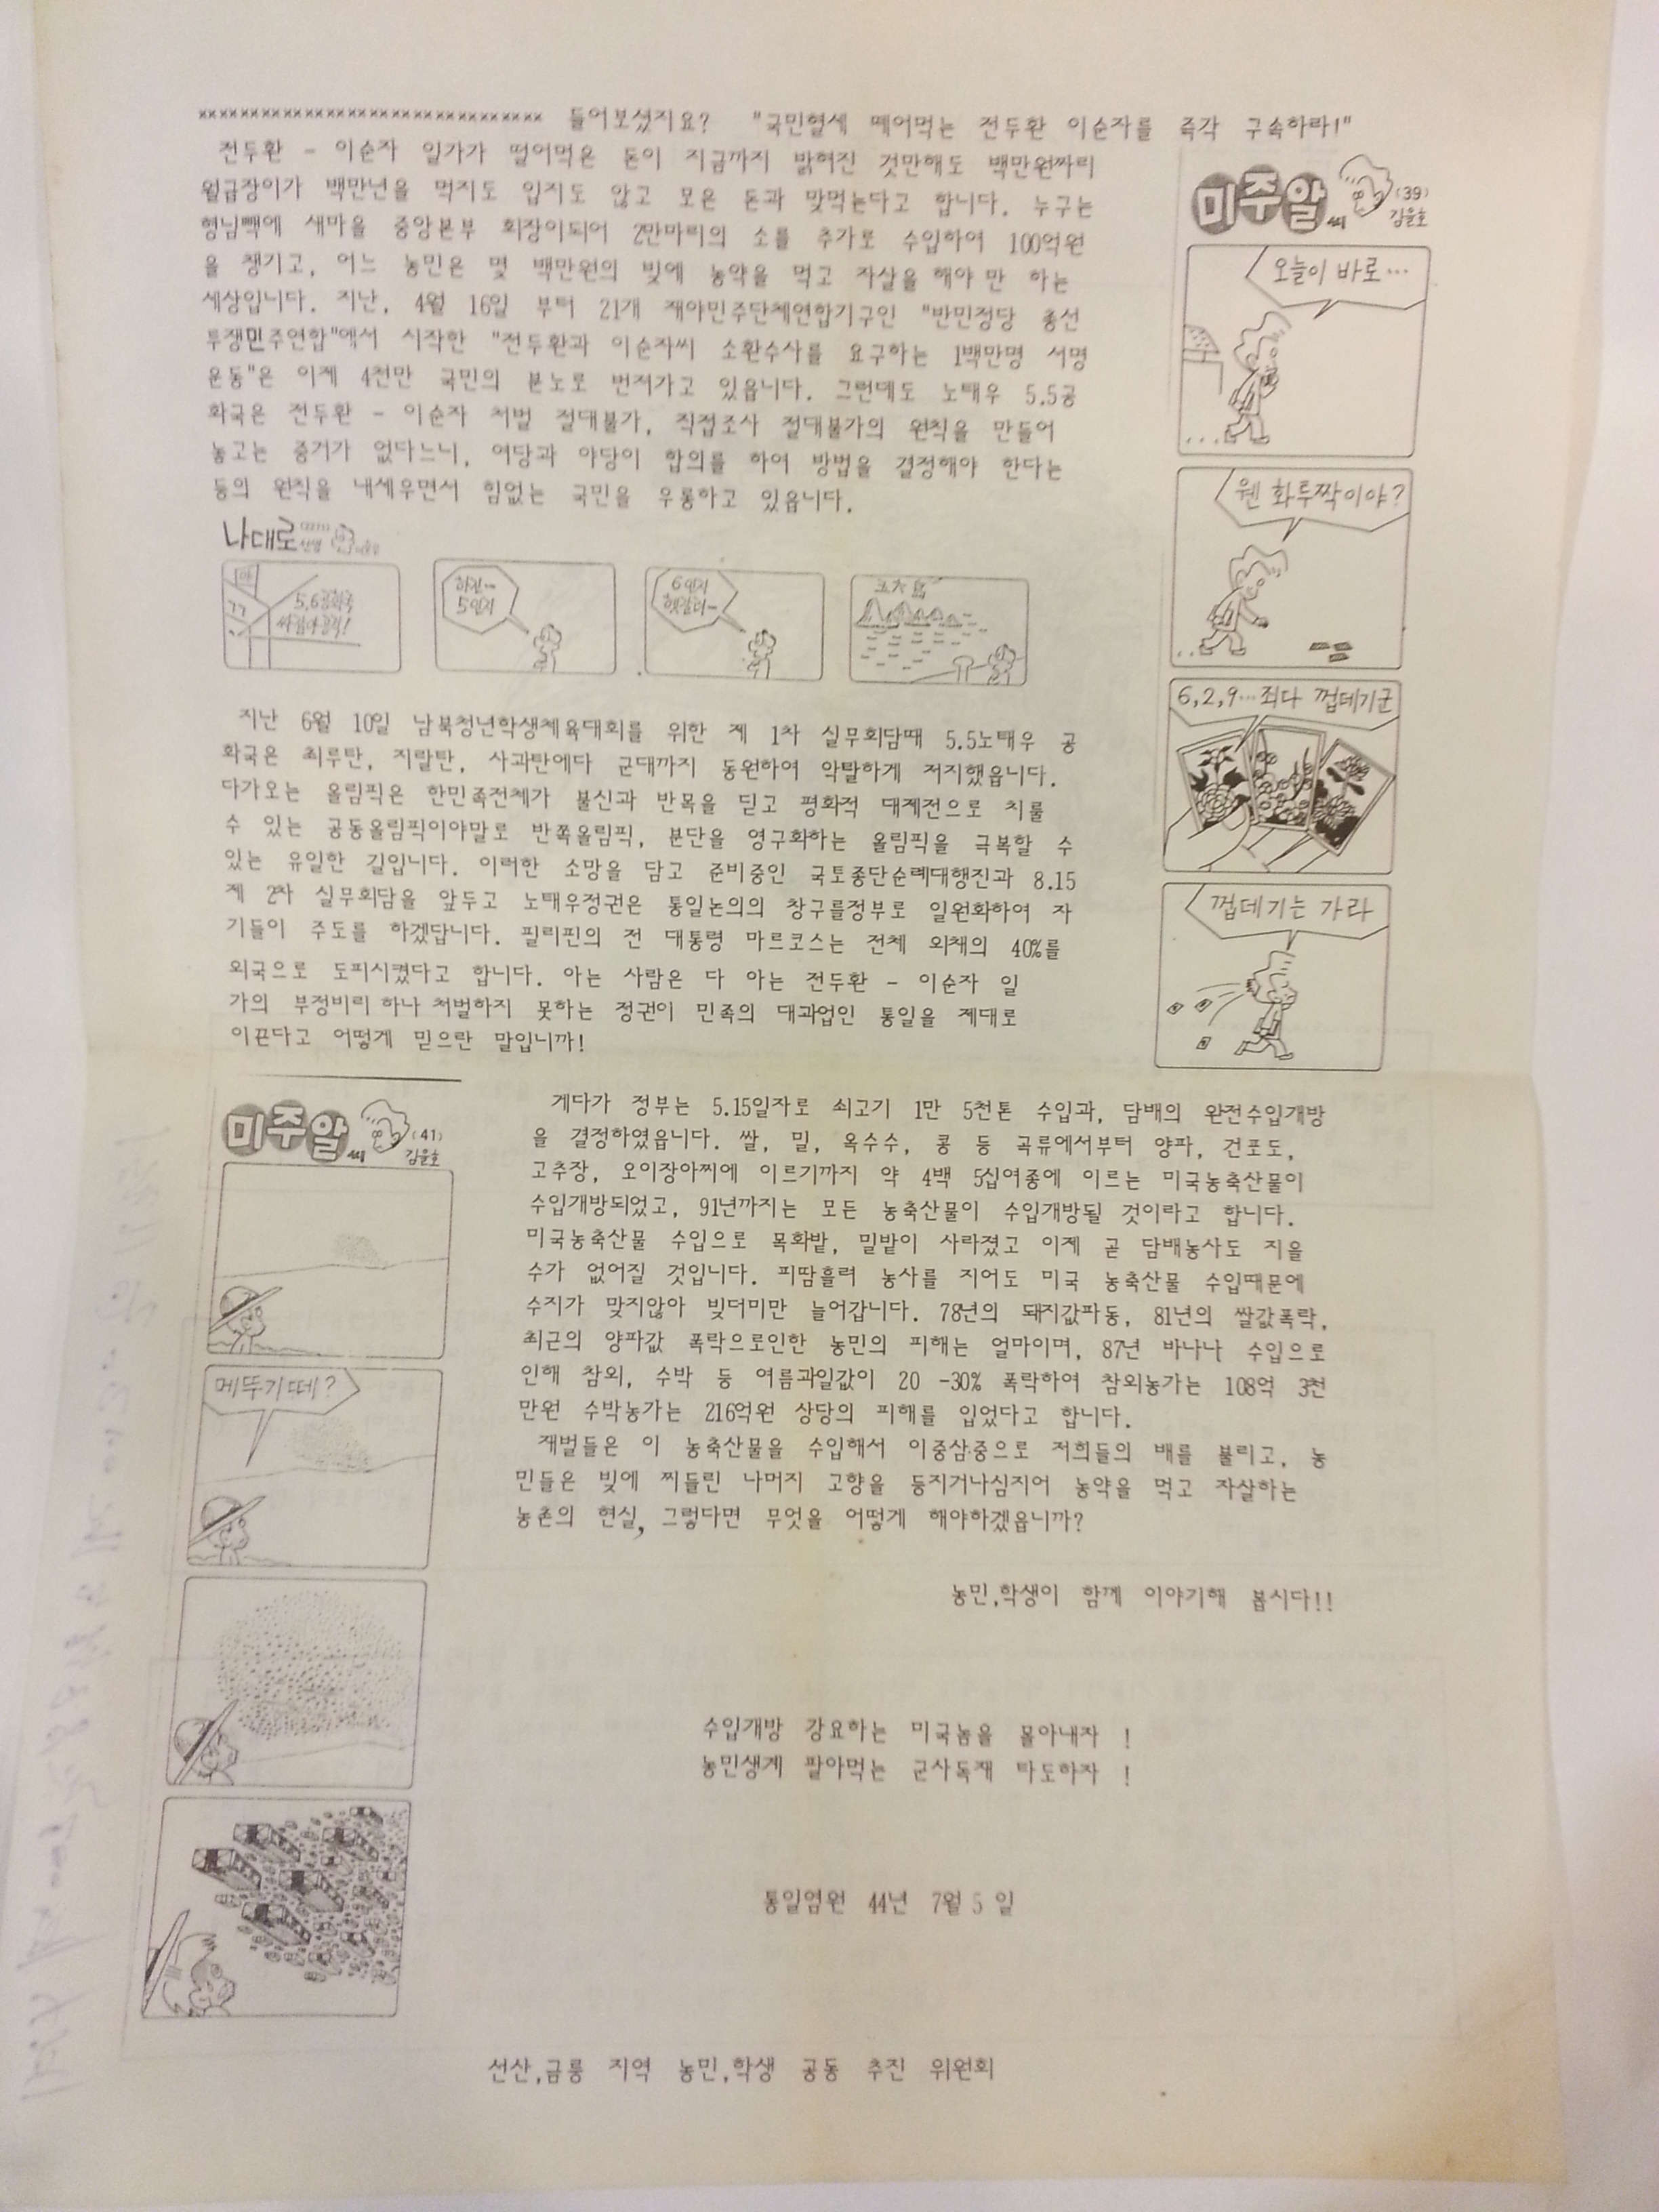 ×××××××××××××××××××××××××××××××× 들어보셨지요? "국민혈세 떼어먹는 전두환 이순자를 즉각 구속하라!"
전두환 - 이순자 일가가 떨어먹은 돈이 지금까지 밝혀진 것만해도 백만원짜리
월급장이가 백만년을 먹지도 입지도 않고 모은 돈과 맞먹는다고 합니다. 누구는
형님빽에 새마을 중앙본부 회장이되어 2만마리의 소를 추가로 수입하여 100억원
을 챙기고, 어느 농민은 몇 백만원의 빚에 농약을 먹고 자살을 해야 만 하는
세상입니다. 지난, 4월 16일 부터 21개 재야민주단체연합기구인 "반민정당 총선
투쟁민주연합"에서 시작한 "전두환과 이순자씨 소환수사를 요구하는 1백만명 서명
운동"은 이제 4천만 국민의 분노로 번져가고 있읍니다. 그런데도 노태우 5.5공
화국은 전두환 - 이순자 처벌 절대불가, 직접조사 절대불가의 원칙을 만들어
놓고는 증거가 없다느니, 여당과 야당이 합의를 하여 방법을 결정해야 한다는
등의 원칙을 내세우면서 힘없는 국민을 우롱하고 있읍니다.
미주알 씨 (39)
김을호
오늘이 바로…
웬 화투짝이야?
6,2,9…죄다 껍데기군
껍데기는 가라
나대로
5,6공화국
하긴…
5인지
6인지
헷갈려…
지난 6월 10일 남북청년학생체육대회를 위한 제 1차 실무회담때 5.5노태우 공
화국은 최루탄, 지랄탄, 사과탄에다 군대까지 동원하여 악탈하게 저지했읍니다.
다가오는 올림픽은 한민족전체가 불신과 반목을 딛고 평화적 대제전으로 치룰
수 있는 공동올림픽이야말로 반쪽올림픽, 분단을 영구화하는 올림픽을 극복할 수
있는 유일한 길입니다. 이러한 소망을 담고 준비중인 국토종단순례대행진과 8.15
제 2차 실무회담을 앞두고 노태우정권은 통일논의의 창구를정부로 일원화하여 자
기들이 주도를 하겠답니다. 필리핀의 전 대통령 마르코스는 전체 외채의 40%를
외국으로 도피시켰다고 합니다. 아는 사람은 다 아는 전두환 - 이순자 일
가의 부정비리 하나 처벌하지 못하는 정권이 민족의 대과업인 통일을 제대로
이끈다고 어떻게 믿으란 말입니까!
미주알 씨 (41)
김을호
메뚜기떼?
게다가 정부는 5.15일자로 쇠고기 1만 5천톤 수입과, 담배의 완전수입개방
을 결정하였읍니다. 쌀, 밀, 옥수수, 콩 등 곡류에서부터 양파, 건포도,
고추장, 오이장아찌에 이르기까지 약 4백 5십여종에 이르는 미국농축산물이
수입개방되었고, 91년까지는 모든 농축산물이 수입개방될 것이라고 합니다.
미국농축산물 수입으로 목화밭, 밀밭이 사라졌고 이제 곧 담배농사도 지을
수가 없어질 것입니다. 피땀흘려 농사를 지어도 미국 농축산물 수입때문에
수지가 맞지않아 빚더미만 늘어갑니다. 78년의 돼지값파동, 81년의 쌀값폭락,
최근의 양파값 폭락으로인한 농민의 피해는 얼마이며, 87년 바나나 수입으로
인해 참외, 수박 등 여름과일값이 20 -30% 폭락하여 참외농가는 108억 3천
만원 수박농가는 216억원 상당의 피해를 입었다고 합니다.
재벌들은 이 농축산물을 수입해서 이중삼중으로 저희들의 배를 불리고, 농
민들은 빚에 찌들린 나머지 고향을 등지거나심지어 농약을 먹고 자살하는
농촌의 현실, 그렇다면 무엇을 어떻게 해야하겠읍니까?
농민,학생이 함께 이야기해 봅시다!!
수입개방 강요하는 미국놈을 몰아내자 !
농민생계 팔아먹는 군사독재 타도하자 !
통일염원 44년 7월 5 일
선산,금릉 지역 농민,학생 공동 추진 위원회